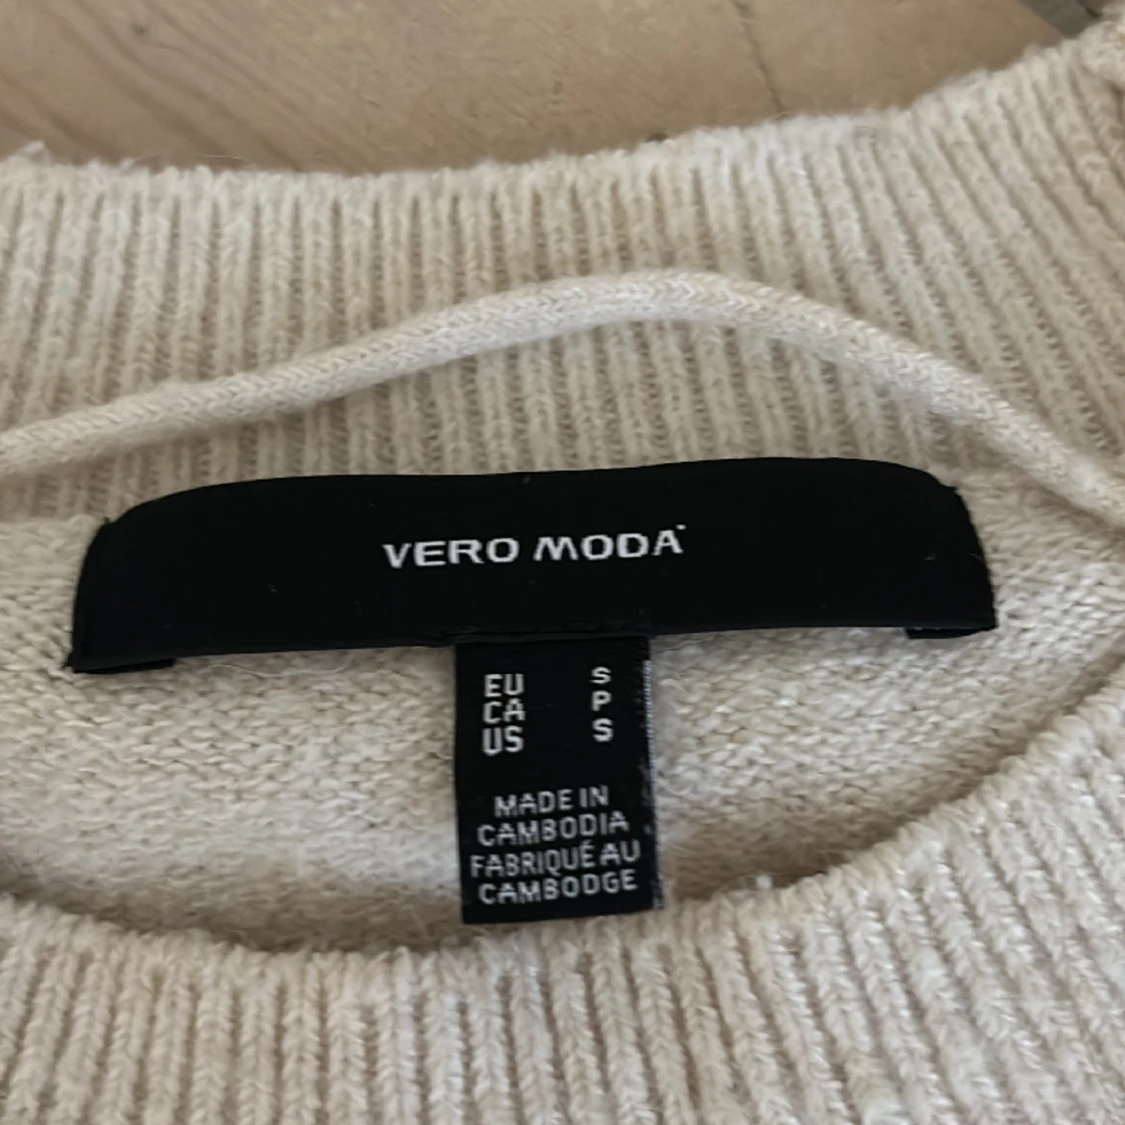 VERO MODA
EU S
CA P
US S
MADE IN
CAMBODIA
FABRIQUÉ AU
CAMBODGE